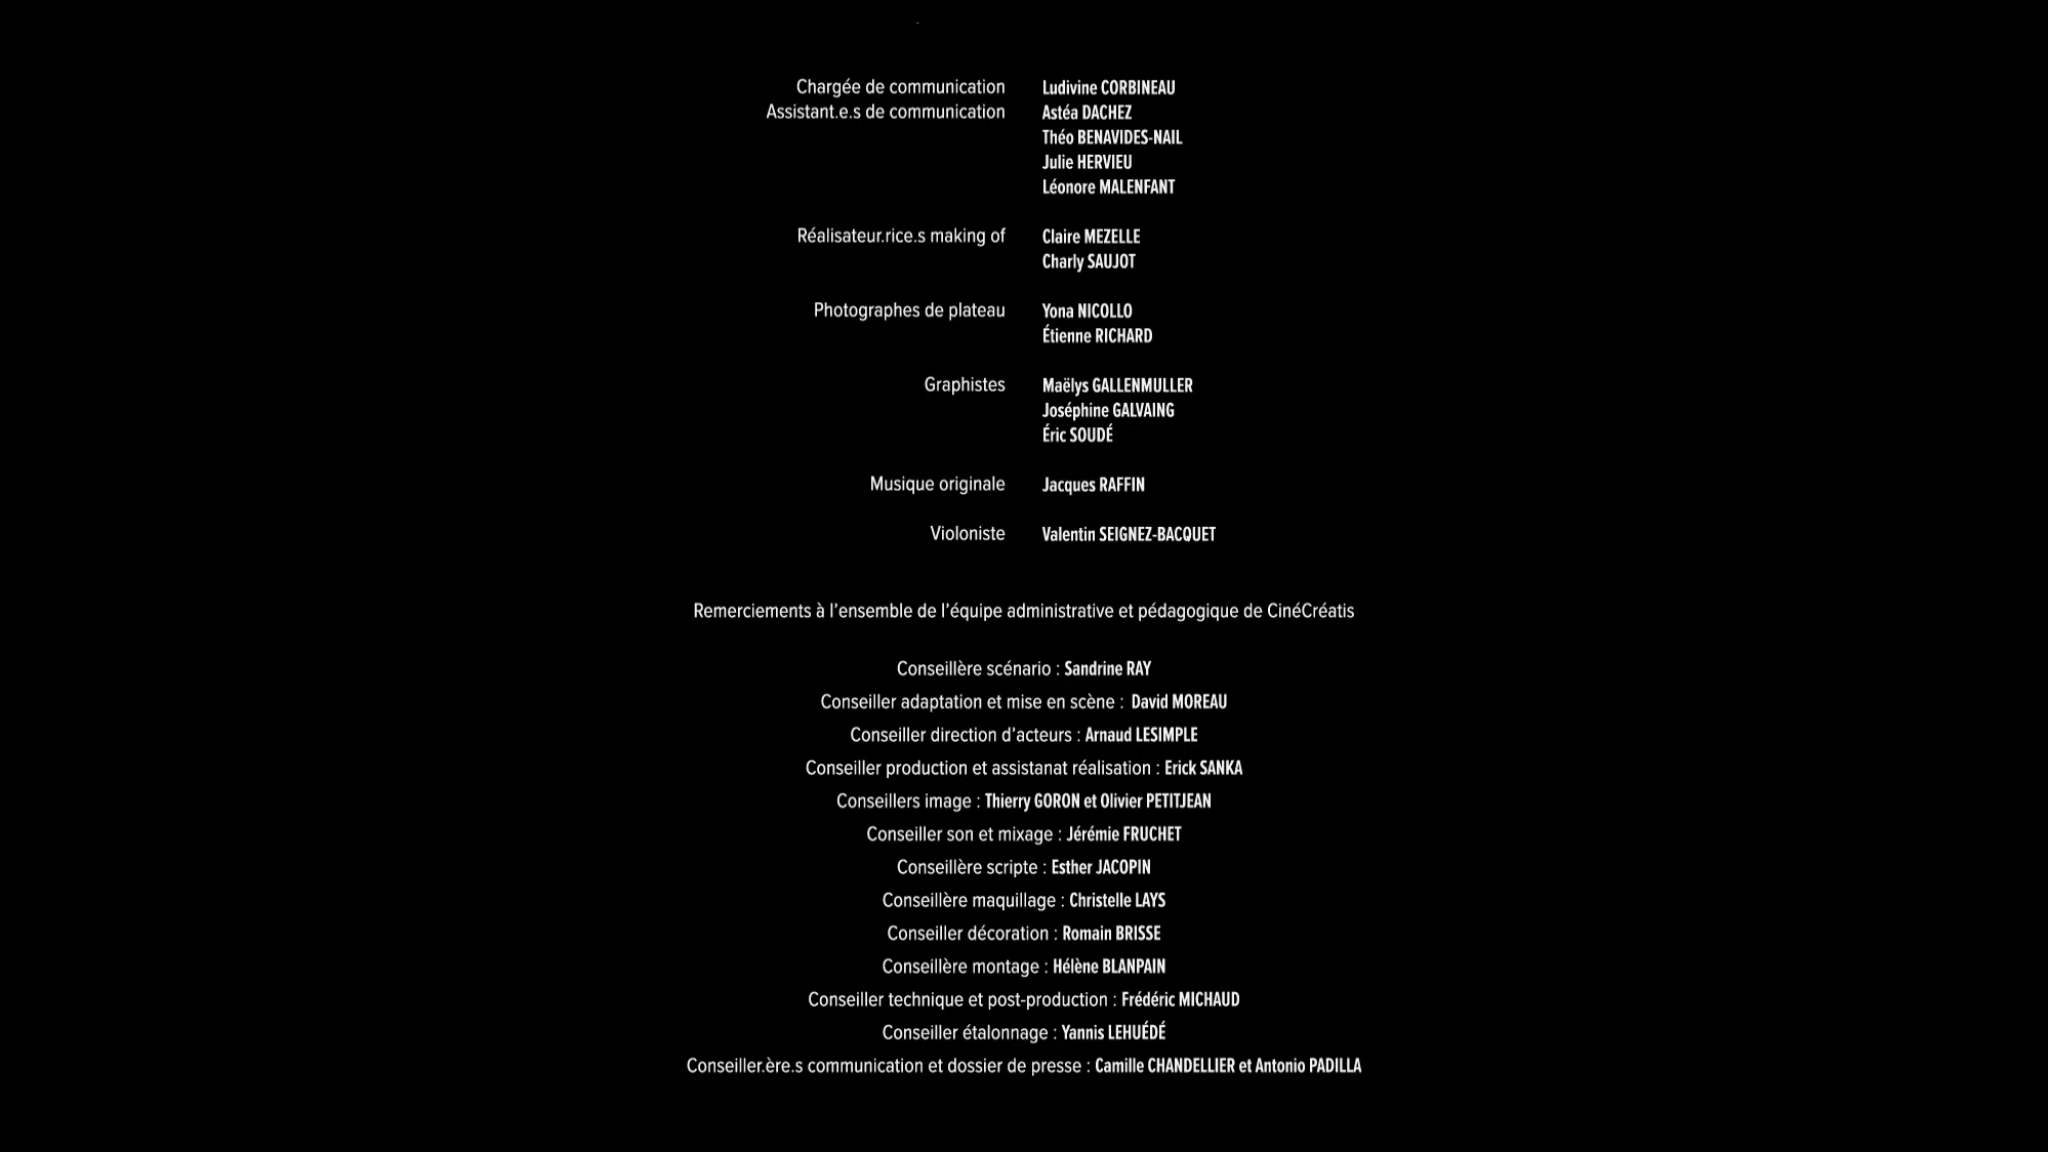 Chargée de communication Ludivine CORBINEAU
Assistant.e.s de communication Astéa DACHEZ
Théo BENAVIDES-NAIL
Julie HERVIEU
Léonore MALENFANT
Réalisateur.rice.s making of Claire MEZELLE
Charly SAUJOT
Photographes de plateau Yona NICOLLO
Étienne RICHARD
Graphistes Maëlys GALLENMULLER
Joséphine GALVAING
Éric SOUDÉ
Musique originale Jacques RAFFIN
Violoniste Valentin SEIGNEZ-BACQUET
Remerciements à l'ensemble de l'équipe administrative et pédagogique de CinéCréatis
Conseillère scénario : Sandrine RAY
Conseiller adaptation et mise en scène : David MOREAU
Conseiller direction d'acteurs : Arnaud LESIMPLE
Conseiller production et assistanat réalisation : Erick SANKA
Conseillers image : Thierry GORON et Olivier PETITJEAN
Conseiller son et mixage : Jérémie FRUCHET
Conseillère scripte : Esther JACOPIN
Conseillère maquillage : Christelle LAYS
Conseiller décoration : Romain BRISSE
Conseillère montage : Hélène BLANPAIN
Conseiller technique et post-production : Frédéric MICHAUD
Conseiller étalonnage : Yannis LEHUÉDÉ
Conseiller.ère.s communication et dossier de presse : Camille CHANDELLIER et Antonio PADILLA